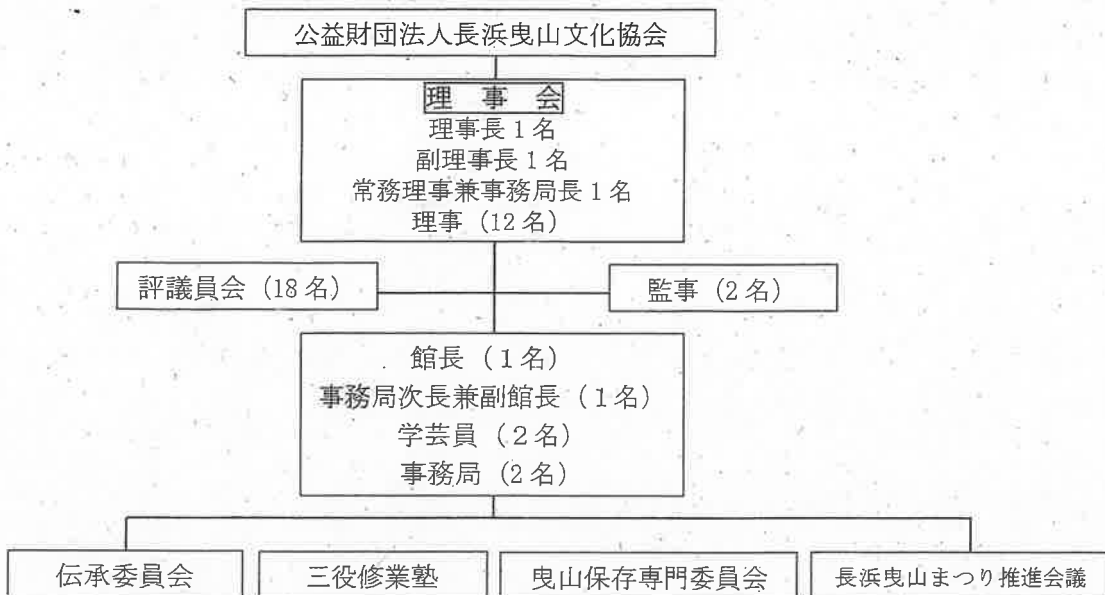 公益財団法人長浜曳山文化協会
理 事 会
理事長1名
副理事長1名
常務理事兼事務局長1名
理事(12名)
評議員会(18名)
監事(2名)
館長(1名)
事務局次長兼副館長(1名)
学芸員(2名)
事務局(2名)
伝承委員会
三役修業塾
曳山保存専門委員会
長浜曳山まつり推進会議